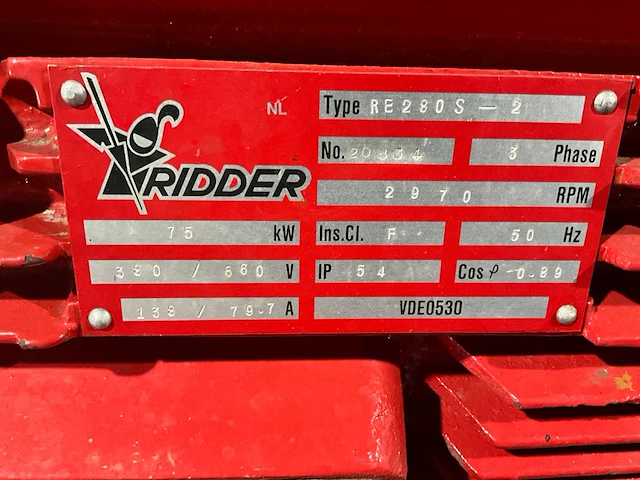 NL
RIDDER
Type RE280S - 2
No. 20834 3 Phase
2970 RPM
75 kW Ins.Cl. F 50 Hz
380 / 660 V IP 54 Cos φ 0.89
138 / 79.7 A VDE0530